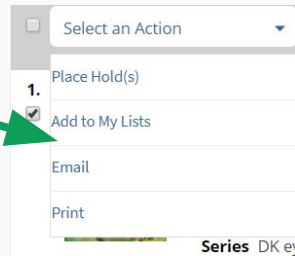 Select an Action
Place Hold(s)
1.
Add to My Lists
Email
Print
Series DK ey